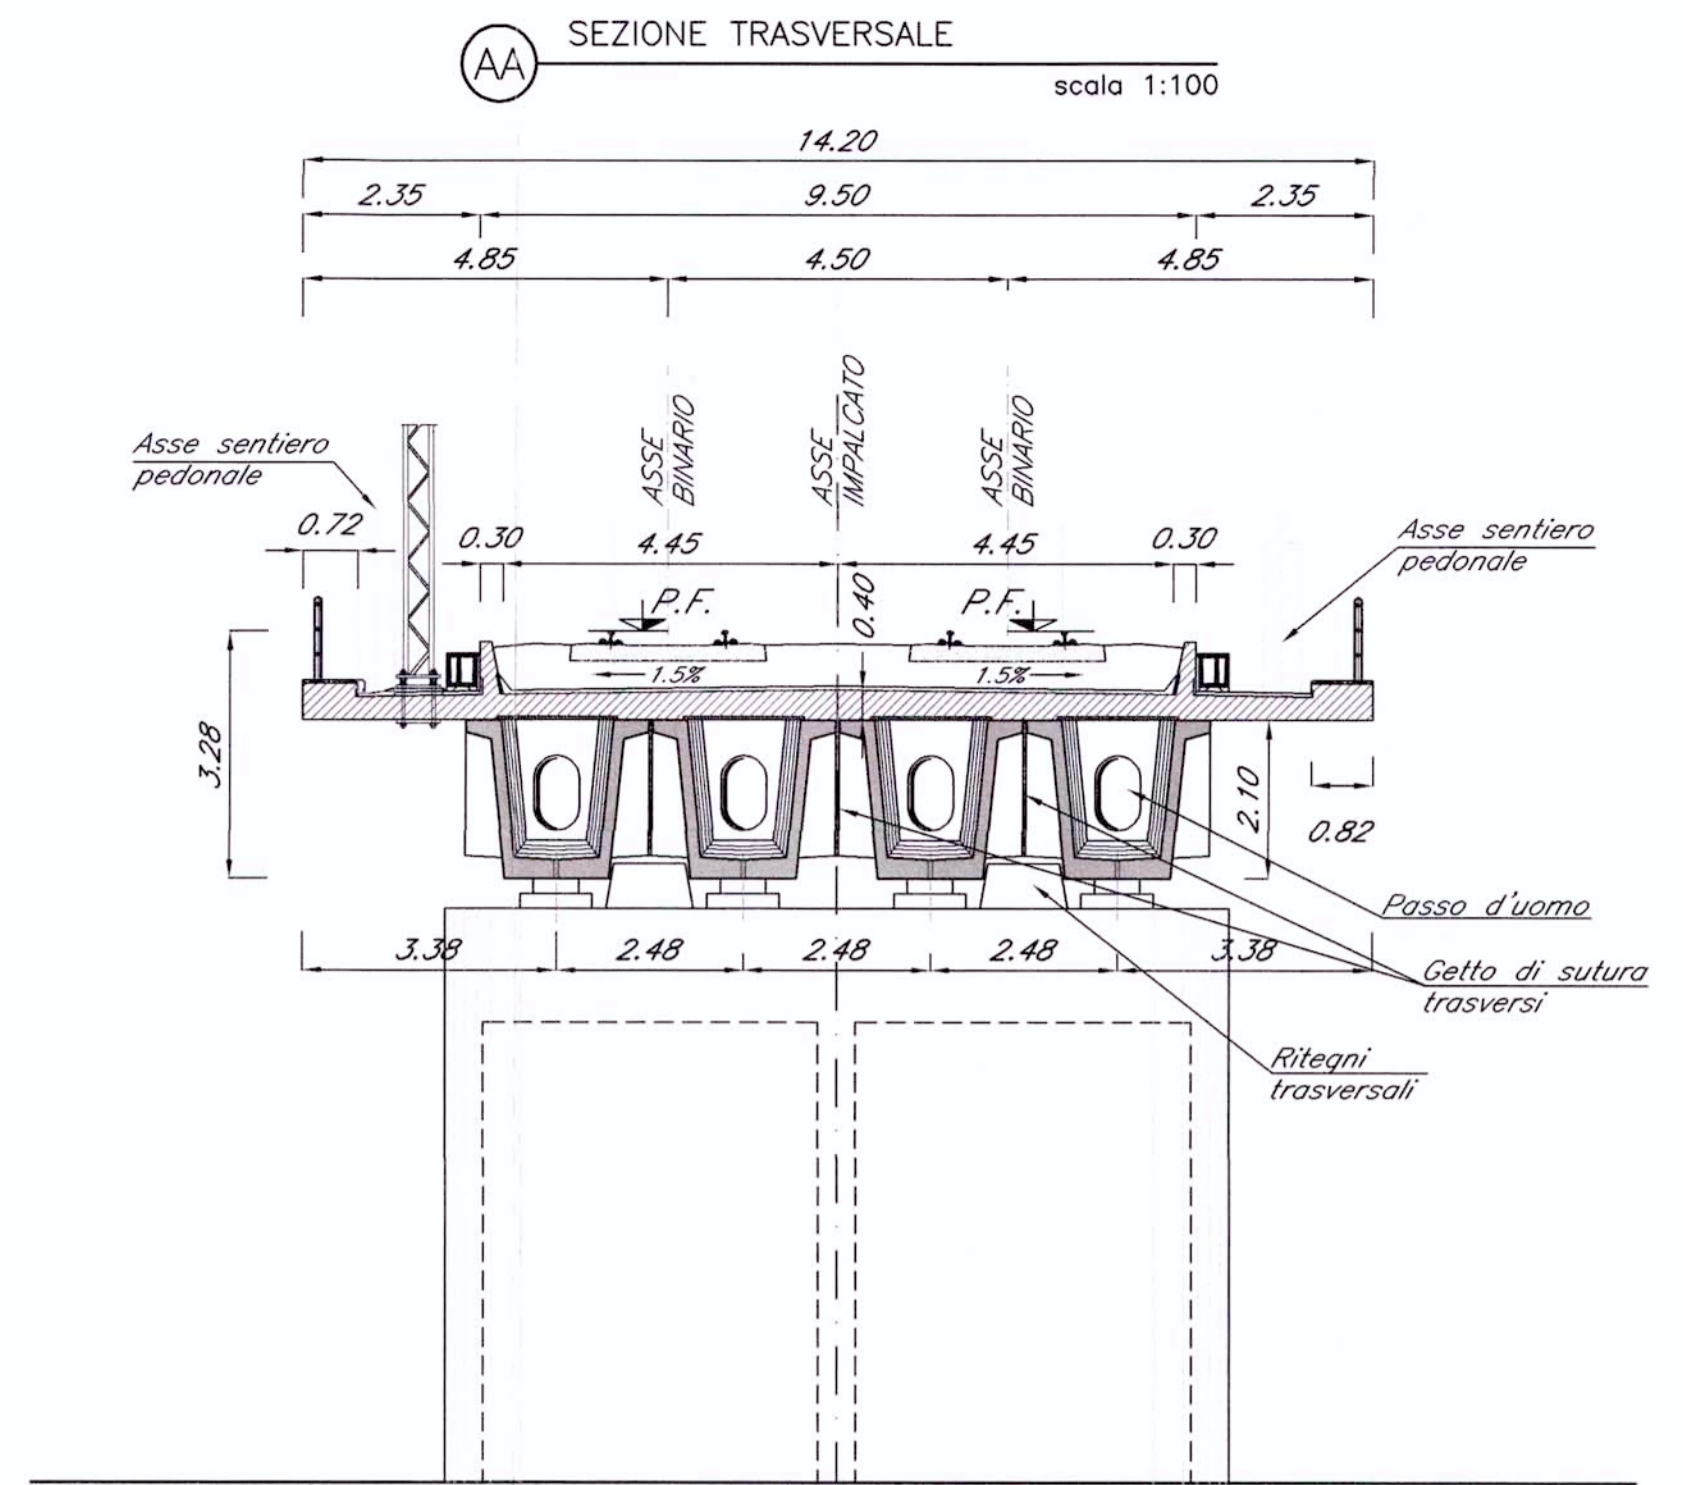 SEZIONE TRASVERSALE
AA
scala 1:100
14.20
2.35 9.50 2.35
4.85 4.50 4.85
ASSE
BINARIO
ASSE
IMPALCATO
ASSE
BINARIO
Asse sentiero
pedonale
0.72
0.30 4.45 4.45 0.30
Asse sentiero
pedonale
P.F. 0.40 P.F.
1.5% 1.5%
3.28
2.10
0.82
Passo d'uomo
3.38 2.48 2.48 2.48 3.38
Getto di sutura
trasversi
Ritegni
trasversali